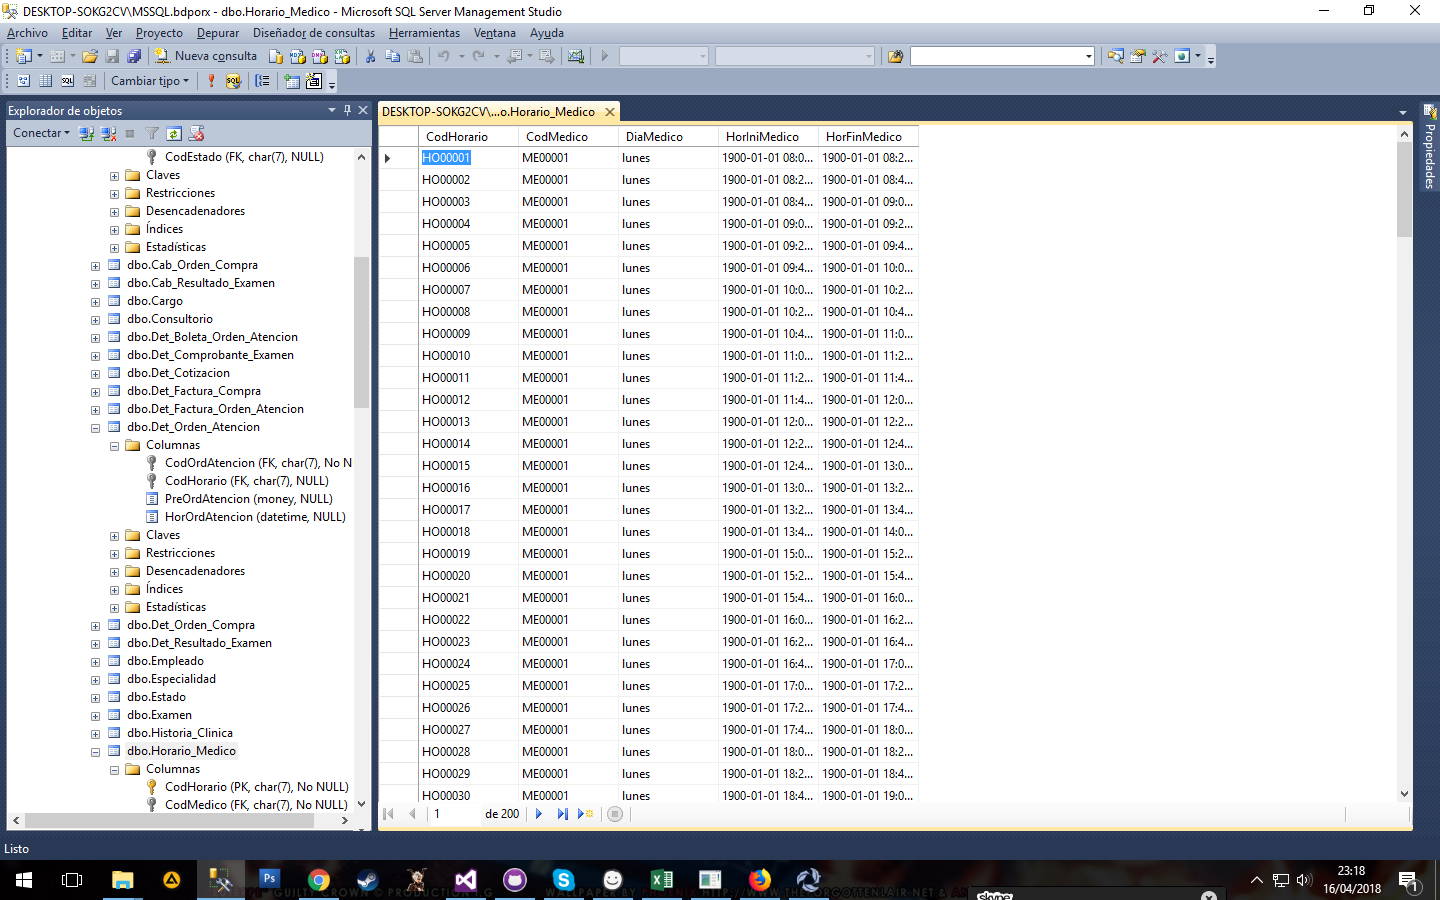 DESKTOP-SOKG2CV\MSSQL.bdporx - dbo.Horario_Medico - Microsoft SQL Server Management Studio
Archivo Editar Ver Proyecto Depurar Diseñador de consultas Herramientas Ventana Ayuda
Nueva consulta
Cambiar tipo
Explorador de objetos
Conectar
CodEstado (FK, char(7), NULL)
Claves
Restricciones
Desencadenadores
Índices
Estadísticas
dbo.Cab_Orden_Compra
dbo.Cab_Resultado_Examen
dbo.Cargo
dbo.Consultorio
dbo.Det_Boleta_Orden_Atencion
dbo.Det_Comprobante_Examen
dbo.Det_Cotizacion
dbo.Det_Factura_Compra
dbo.Det_Factura_Orden_Atencion
dbo.Det_Orden_Atencion
Columnas
CodOrdAtencion (FK, char(7), No N
CodHorario (FK, char(7), NULL)
PreOrdAtencion (money, NULL)
HorOrdAtencion (datetime, NULL)
Claves
Restricciones
Desencadenadores
Índices
Estadísticas
dbo.Det_Orden_Compra
dbo.Det_Resultado_Examen
dbo.Empleado
dbo.Especialidad
dbo.Estado
dbo.Examen
dbo.Historia_Clinica
dbo.Horario_Medico
Columnas
CodHorario (PK, char(7), No NULL)
CodMedico (FK, char(7), No NULL)
DESKTOP-SOKG2CV\...o.Horario_Medico
CodHorario CodMedico DiaMedico HorIniMedico HorFinMedico
HO00001 ME00001 lunes 1900-01-01 08:0... 1900-01-01 08:2...
HO00002 ME00001 lunes 1900-01-01 08:2... 1900-01-01 08:4...
HO00003 ME00001 lunes 1900-01-01 08:4... 1900-01-01 09:0...
HO00004 ME00001 lunes 1900-01-01 09:0... 1900-01-01 09:2...
HO00005 ME00001 lunes 1900-01-01 09:2... 1900-01-01 09:4...
HO00006 ME00001 lunes 1900-01-01 09:4... 1900-01-01 10:0...
HO00007 ME00001 lunes 1900-01-01 10:0... 1900-01-01 10:2...
HO00008 ME00001 lunes 1900-01-01 10:2... 1900-01-01 10:4...
HO00009 ME00001 lunes 1900-01-01 10:4... 1900-01-01 11:0...
HO00010 ME00001 lunes 1900-01-01 11:0... 1900-01-01 11:2...
HO00011 ME00001 lunes 1900-01-01 11:2... 1900-01-01 11:4...
HO00012 ME00001 lunes 1900-01-01 11:4... 1900-01-01 12:0...
HO00013 ME00001 lunes 1900-01-01 12:0... 1900-01-01 12:2...
HO00014 ME00001 lunes 1900-01-01 12:2... 1900-01-01 12:4...
HO00015 ME00001 lunes 1900-01-01 12:4... 1900-01-01 13:0...
HO00016 ME00001 lunes 1900-01-01 13:0... 1900-01-01 13:2...
HO00017 ME00001 lunes 1900-01-01 13:2... 1900-01-01 13:4...
HO00018 ME00001 lunes 1900-01-01 13:4... 1900-01-01 14:0...
HO00019 ME00001 lunes 1900-01-01 15:0... 1900-01-01 15:2...
HO00020 ME00001 lunes 1900-01-01 15:2... 1900-01-01 15:4...
HO00021 ME00001 lunes 1900-01-01 15:4... 1900-01-01 16:0...
HO00022 ME00001 lunes 1900-01-01 16:0... 1900-01-01 16:2...
HO00023 ME00001 lunes 1900-01-01 16:2... 1900-01-01 16:4...
HO00024 ME00001 lunes 1900-01-01 16:4... 1900-01-01 17:0...
HO00025 ME00001 lunes 1900-01-01 17:0... 1900-01-01 17:2...
HO00026 ME00001 lunes 1900-01-01 17:2... 1900-01-01 17:4...
HO00027 ME00001 lunes 1900-01-01 17:4... 1900-01-01 18:0...
HO00028 ME00001 lunes 1900-01-01 18:0... 1900-01-01 18:2...
HO00029 ME00001 lunes 1900-01-01 18:2... 1900-01-01 18:4...
HO00030 ME00001 lunes 1900-01-01 18:4... 1900-01-01 19:0...
1 de 200
Propiedades
Listo
23:18
16/04/2018
1
skype